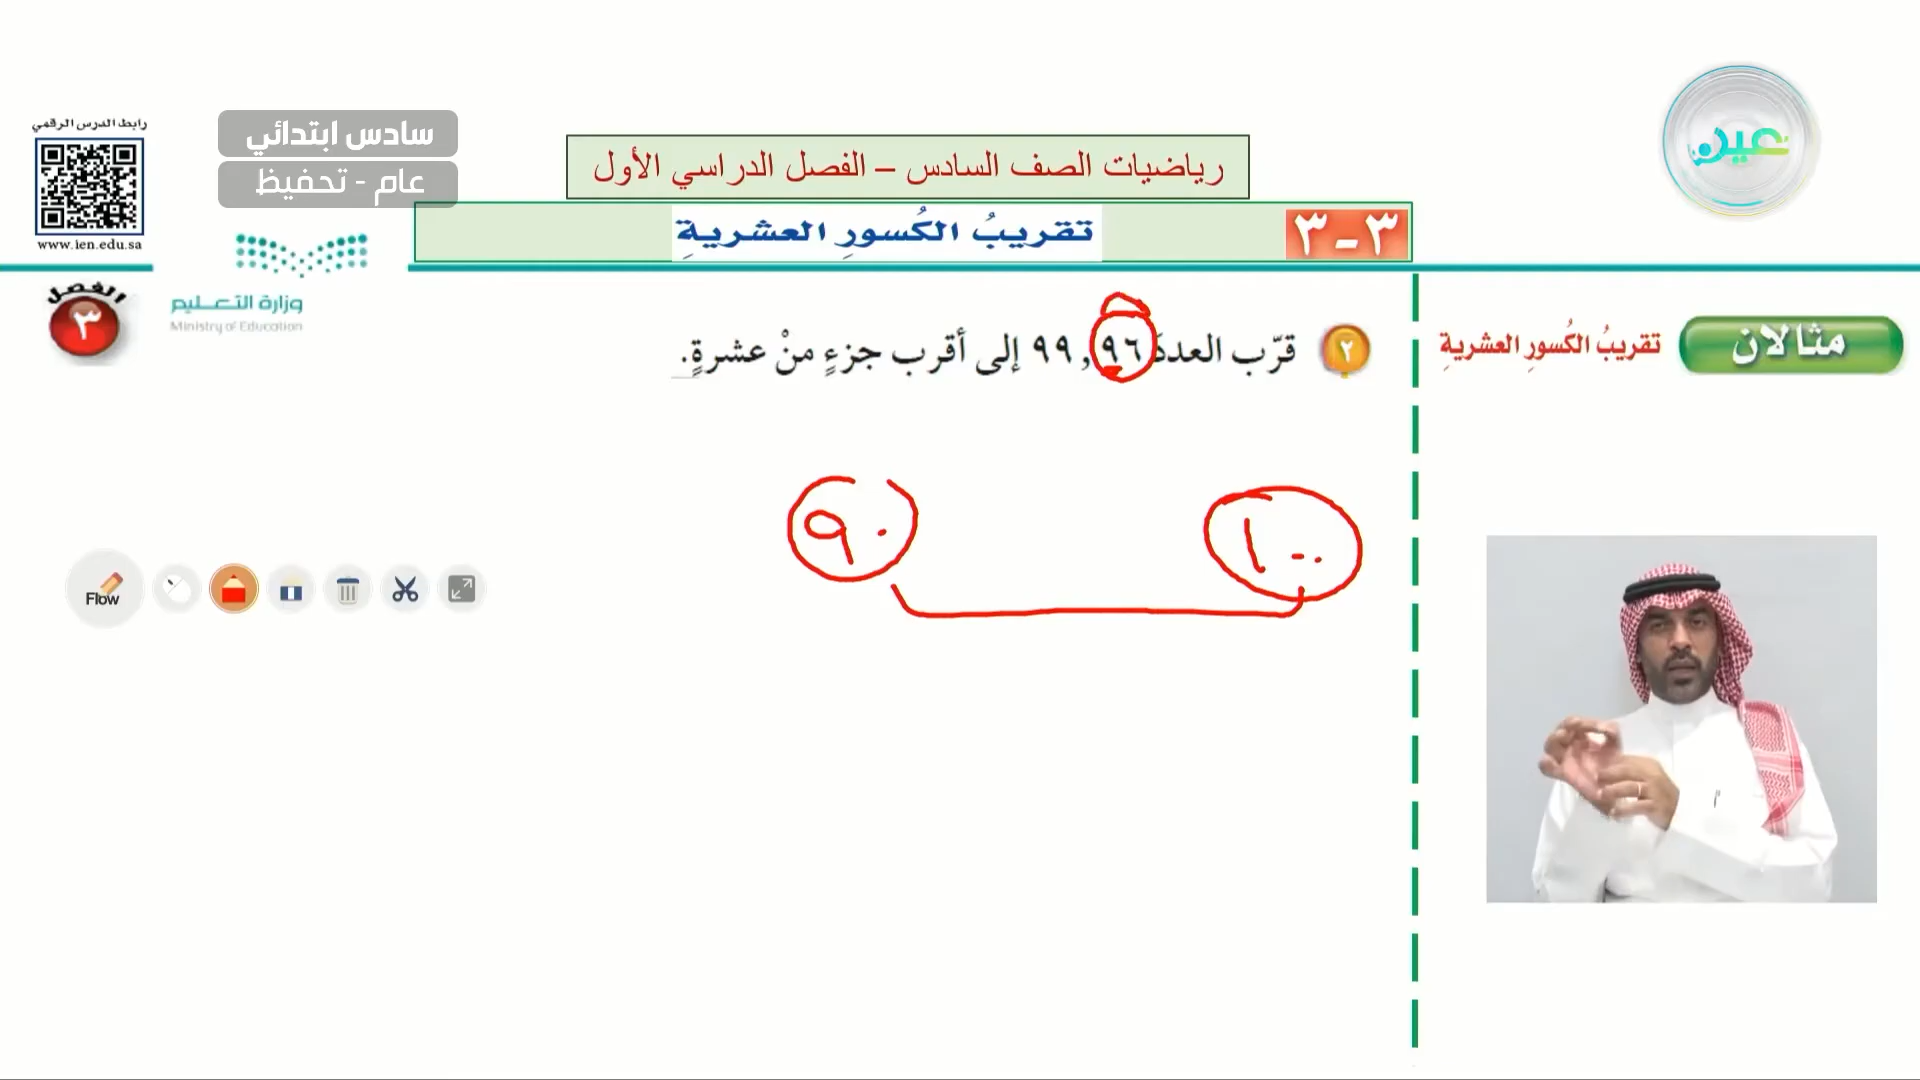 رابط الدرس الرقمي
www.ien.edu.sa
سادس ابتدائي
عام - تحفيظ
رياضيات الصف السادس – الفصل الدراسي الأول
عين
٣-٣
تقريبُ الكُسورِ العشريةِ
الفصل
٣
وزارة التعليم
Ministry of Education
مثالان
تقريبُ الكُسورِ العشريةِ
٢ قرّب العددَ ٩٩,٩٦ إلى أقرب جزءٍ منْ عشرةٍ.
١٠٠ ٩٠
Flow